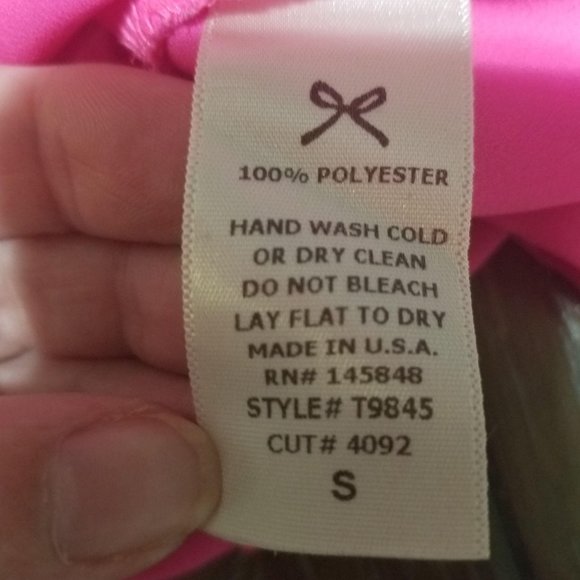 100% POLYESTER
HAND WASH COLD
OR DRY CLEAN
DO NOT BLEACH
LAY FLAT TO DRY
MADE IN U.S.A.
RN# 145848
STYLE# T9845
CUT# 4092
S